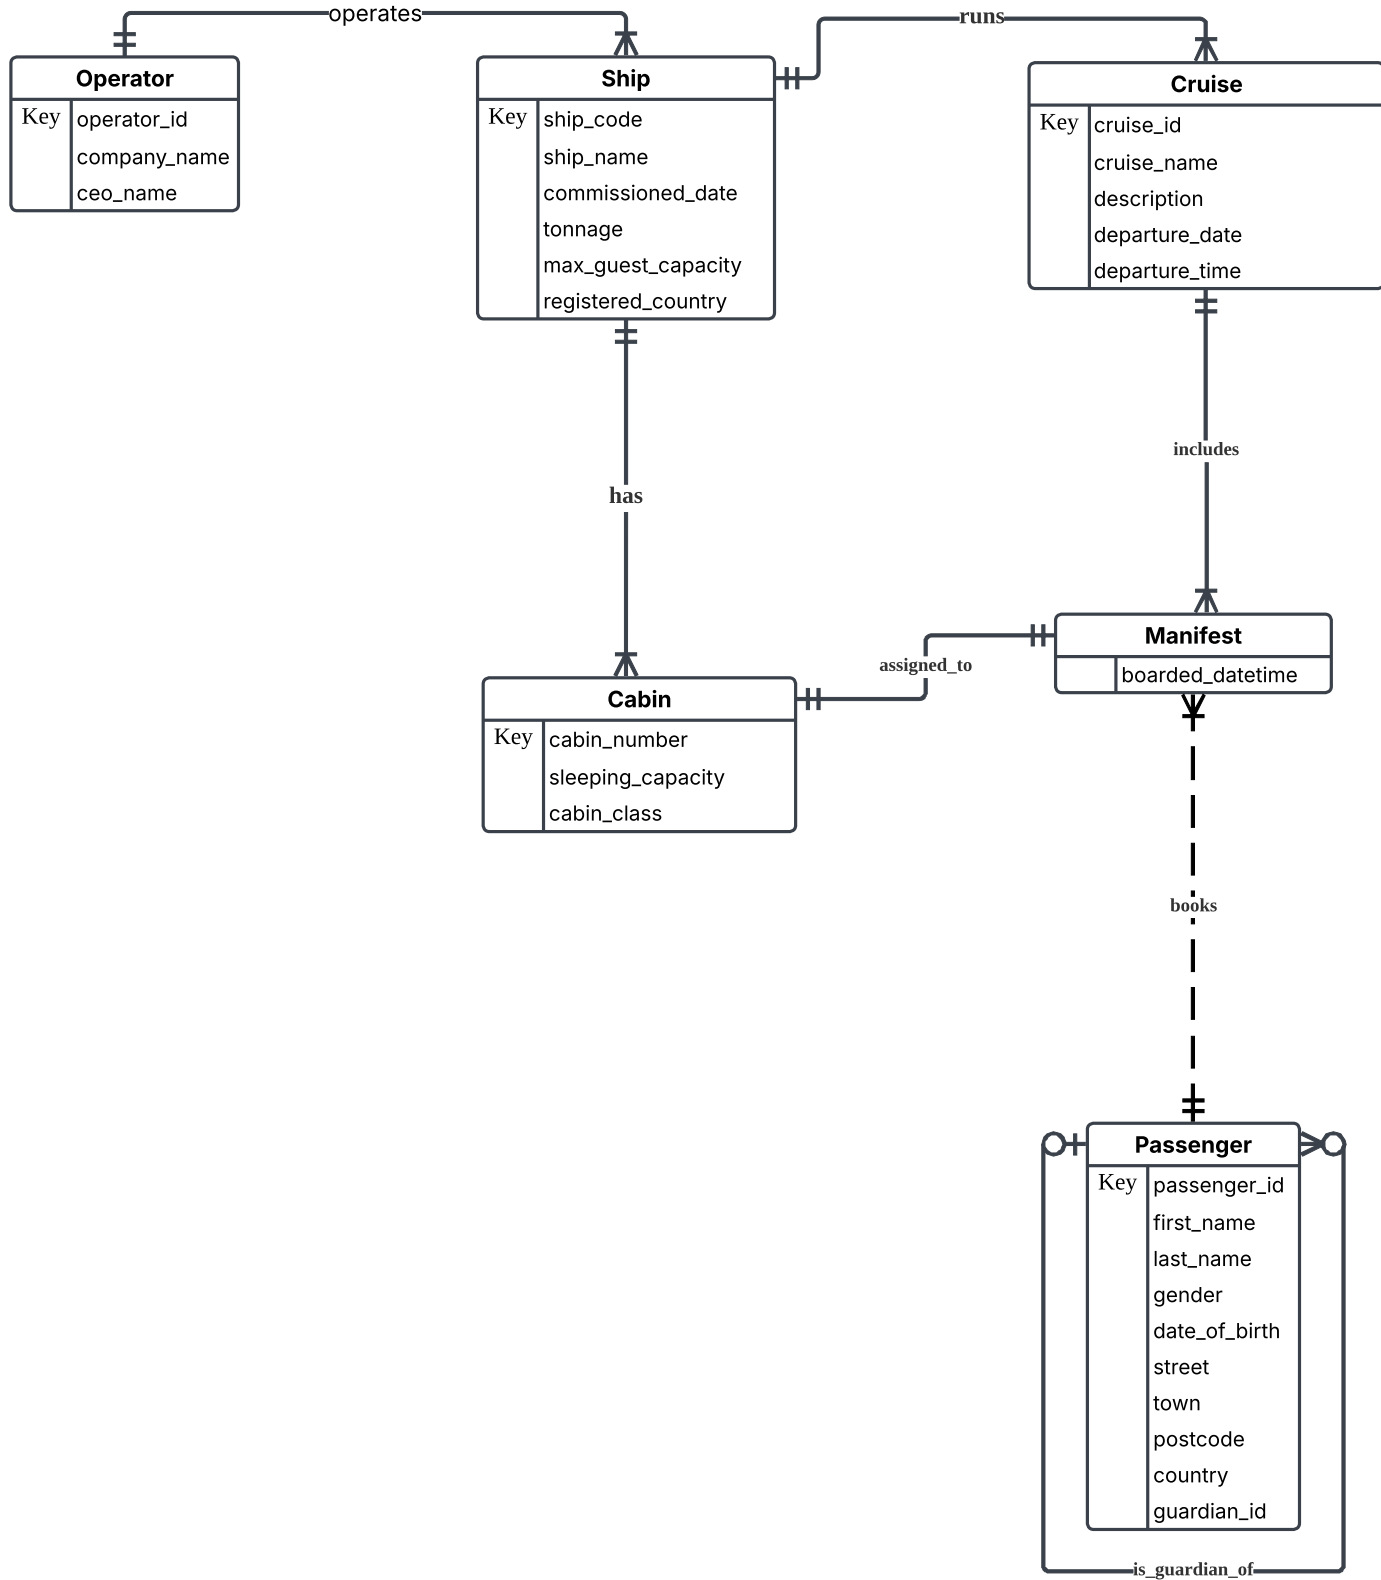 operates
runs
Operator
Key operator_id
company_name
ceo_name
Ship
Key ship_code
ship_name
commissioned_date
tonnage
max_guest_capacity
registered_country
Cruise
Key cruise_id
cruise_name
description
departure_date
departure_time
includes
has
Manifest
boarded_datetime
assigned_to
Cabin
Key cabin_number
sleeping_capacity
cabin_class
books
Passenger
Key passenger_id
first_name
last_name
gender
date_of_birth
street
town
postcode
country
guardian_id
is_guardian_of